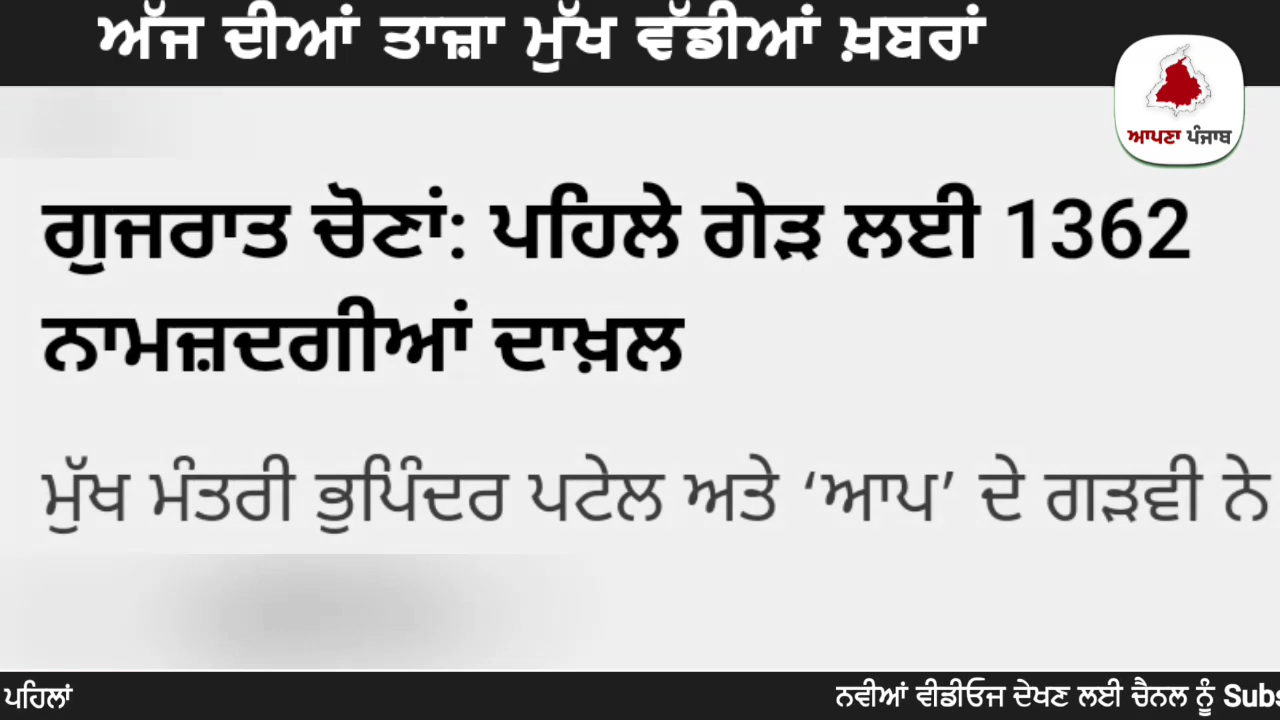 ਅੱਜ ਦੀਆਂ ਤਾਜ਼ਾ ਮੁੱਖ ਵੱਡੀਆਂ ਖ਼ਬਰਾਂ
ਆਪਣਾ ਪੰਜਾਬ
ਗੁਜਰਾਤ ਚੋਣਾਂ: ਪਹਿਲੇ ਗੇੜ ਲਈ 1362
ਨਾਮਜ਼ਦਗੀਆਂ ਦਾਖ਼ਲ
ਮੁੱਖ ਮੰਤਰੀ ਭੁਪਿੰਦਰ ਪਟੇਲ ਅਤੇ ‘ਆਪ’ ਦੇ ਗੜਵੀ ਨੇ
ਪਹਿਲਾਂ ਨਵੀਆਂ ਵੀਡੀਓਜ ਦੇਖਣ ਲਈ ਚੈਨਲ ਨੂੰ Subs